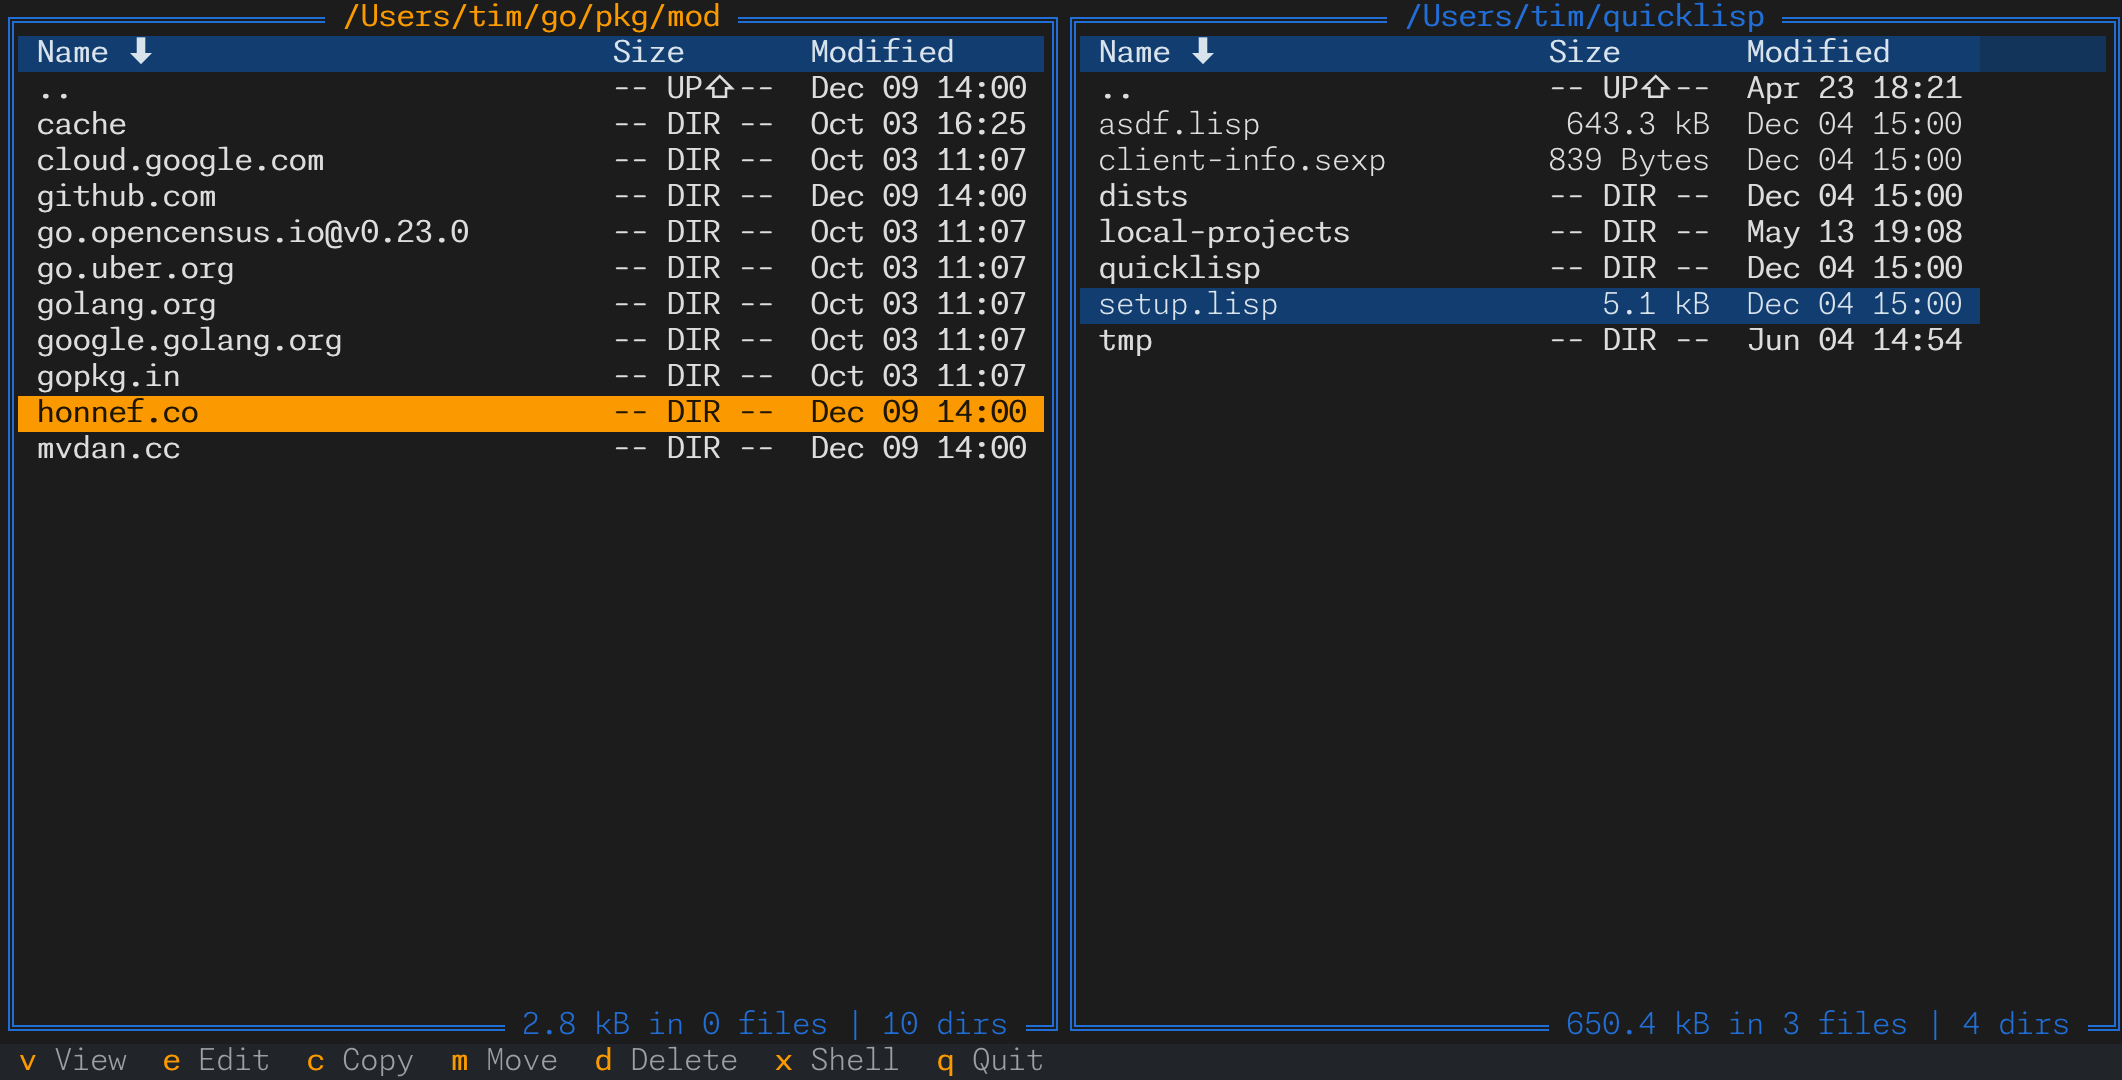 /Users/tim/go/pkg/mod
Name ⬇ Size Modified
.. -- UP⇧-- Dec 09 14:00
cache -- DIR -- Oct 03 16:25
cloud.google.com -- DIR -- Oct 03 11:07
github.com -- DIR -- Dec 09 14:00
go.opencensus.io@v0.23.0 -- DIR -- Oct 03 11:07
go.uber.org -- DIR -- Oct 03 11:07
golang.org -- DIR -- Oct 03 11:07
google.golang.org -- DIR -- Oct 03 11:07
gopkg.in -- DIR -- Oct 03 11:07
honnef.co -- DIR -- Dec 09 14:00
mvdan.cc -- DIR -- Dec 09 14:00
2.8 kB in 0 files | 10 dirs
/Users/tim/quicklisp
Name ⬇ Size Modified
.. -- UP⇧-- Apr 23 18:21
asdf.lisp 643.3 kB Dec 04 15:00
client-info.sexp 839 Bytes Dec 04 15:00
dists -- DIR -- Dec 04 15:00
local-projects -- DIR -- May 13 19:08
quicklisp -- DIR -- Dec 04 15:00
setup.lisp 5.1 kB Dec 04 15:00
tmp -- DIR -- Jun 04 14:54
650.4 kB in 3 files | 4 dirs
v View e Edit c Copy m Move d Delete x Shell q Quit